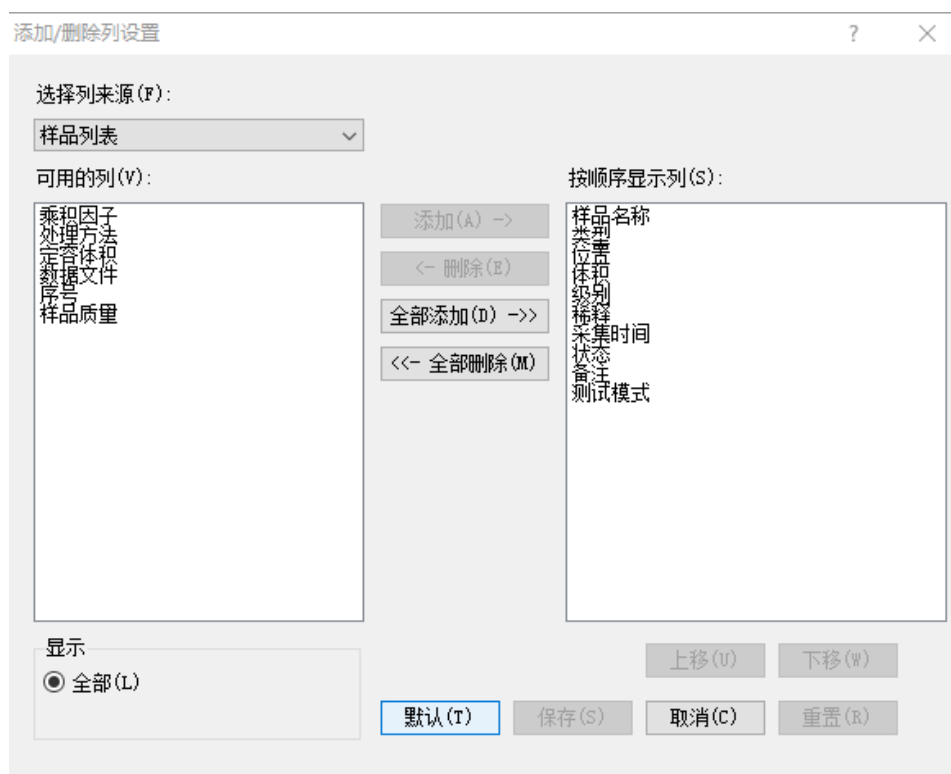 添加/删除列设置
?
选择列来源(F):
样品列表
可用的列(V):
按顺序显示列(S):
乘和因子
处理方法
定容体积
数据文件
序号
样品质量
添加(A) ->
<- 删除(E)
全部添加(D) ->>
<<- 全部删除(M)
样品名称
类型
位置
体积
级别
稀释
采集时间
状态
备注
测试模式
显示
全部(L)
上移(U)
下移(W)
默认(T)
保存(S)
取消(C)
重置(R)